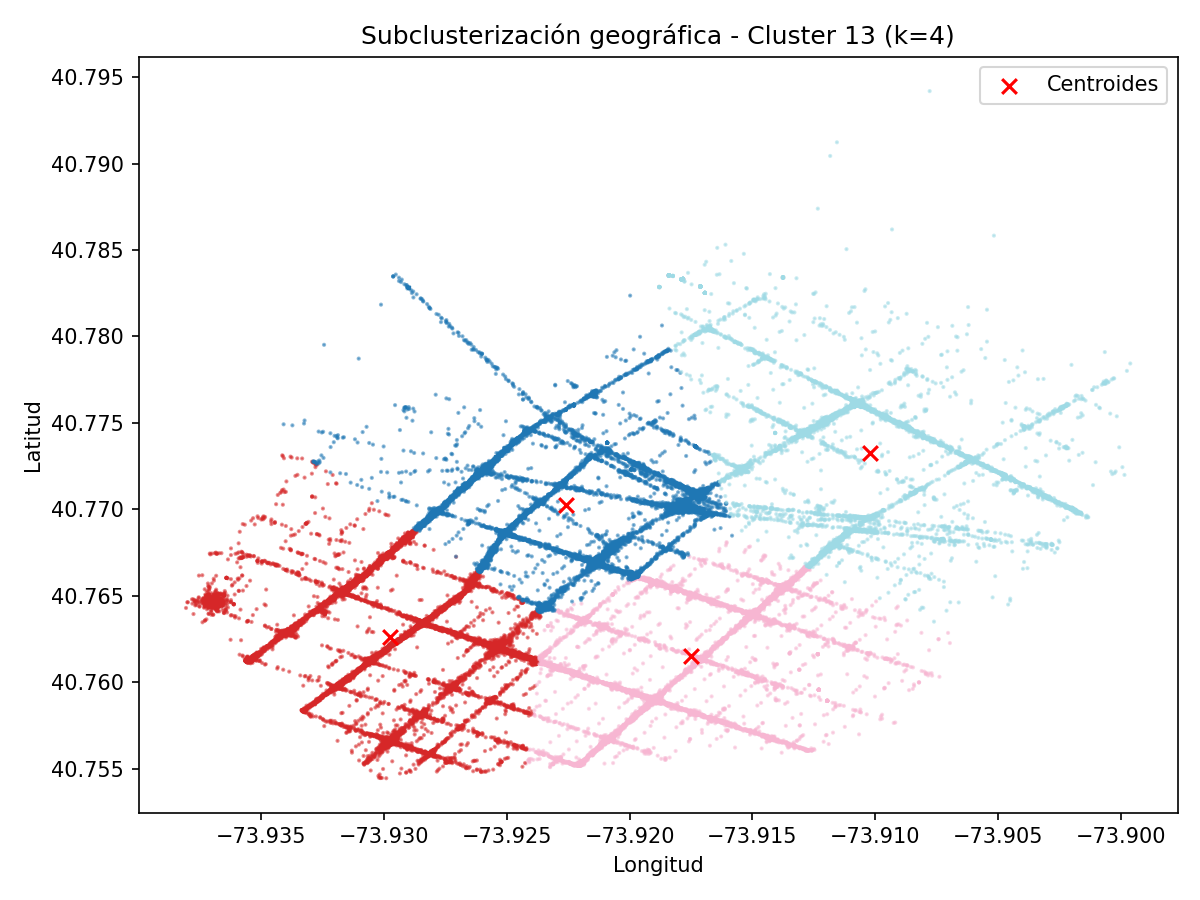 Subclusterización geográfica - Cluster 13 (k=4)
Centroides
Latitud
40.795
40.790
40.785
40.780
40.775
40.770
40.765
40.760
40.755
−73.935 −73.930 −73.925 −73.920 −73.915 −73.910 −73.905 −73.900
Longitud